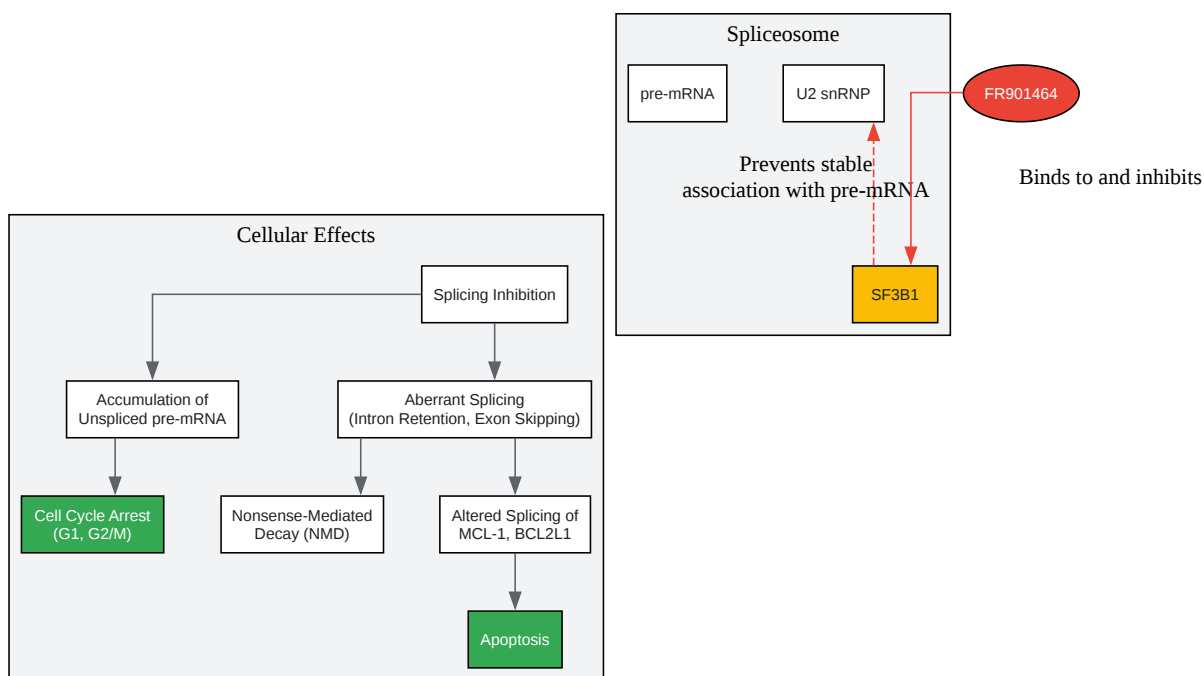 Spliceosome
pre-mRNA
U2 snRNP
FR901464
Prevents stable
association with pre-mRNA
Binds to and inhibits
SF3B1
Cellular Effects
Splicing Inhibition
Accumulation of
Unspliced pre-mRNA
Aberrant Splicing
(Intron Retention, Exon Skipping)
Cell Cycle Arrest
(G1, G2/M)
Nonsense-Mediated
Decay (NMD)
Altered Splicing of
MCL-1, BCL2L1
Apoptosis